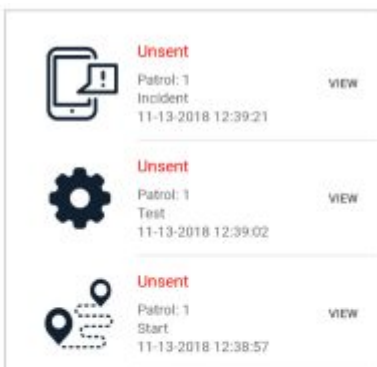 Unsent
Patrol: 1
Incident
11-13-2018 12:39:21
VIEW
Unsent
Patrol: 1
Test
11-13-2018 12:39:02
VIEW
Unsent
Patrol: 1
Start
11-13-2018 12:38:57
VIEW